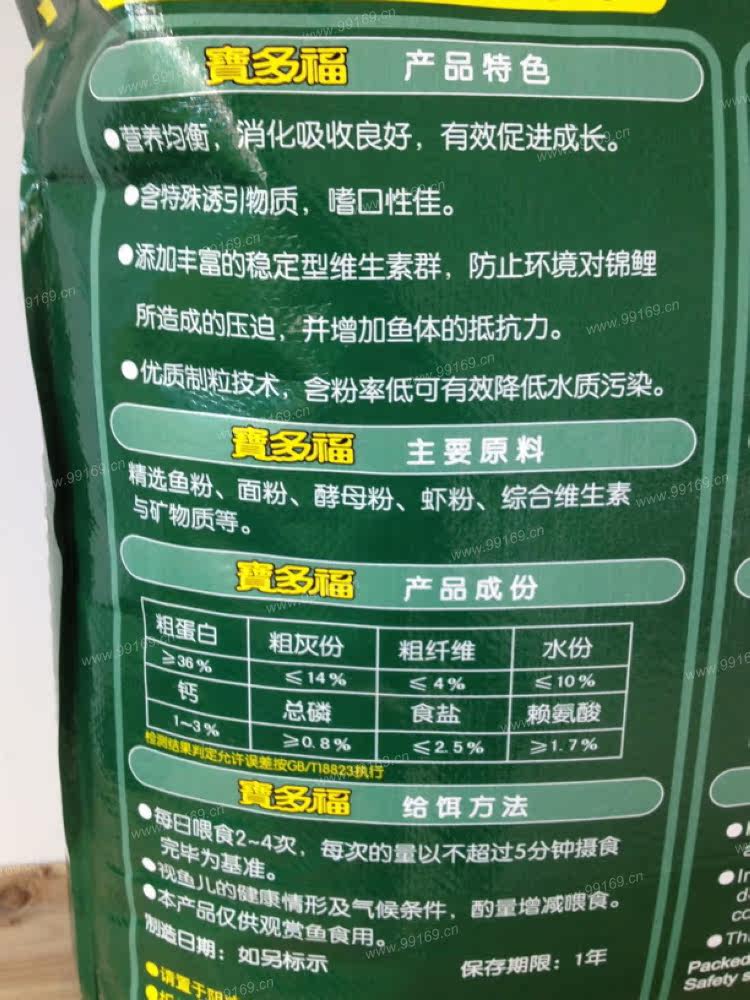 寶多福 产品特色
●营养均衡，消化吸收良好，有效促进成长。
●含特殊诱引物质，嗜口性佳。
●添加丰富的稳定型维生素群，防止环境对锦鲤
所造成的压迫，并增加鱼体的抵抗力。
●优质制粒技术，含粉率低可有效降低水质污染。
寶多福 主要原料
精选鱼粉、面粉、酵母粉、虾粉、综合维生素
与矿物质等。
寶多福 产品成份
粗蛋白 粗灰份 粗纤维 水份
≥36% ≤14% ≤4% ≤10%
钙 总磷 食盐 赖氨酸
1~3% ≥0.8% ≤2.5% ≥1.7%
检测结果判定允许误差按GB/T18823执行
寶多福 给饵方法
●每日喂食2~4次，每次的量以不超过5分钟摄食
完毕为基准。
●视鱼儿的健康情形及气候条件，酌量增减喂食。
●本产品仅供观赏鱼食用。
制造日期：如另标示 保存期限：1年
●请置于阴
Packed
Safety s
www.99169.cn